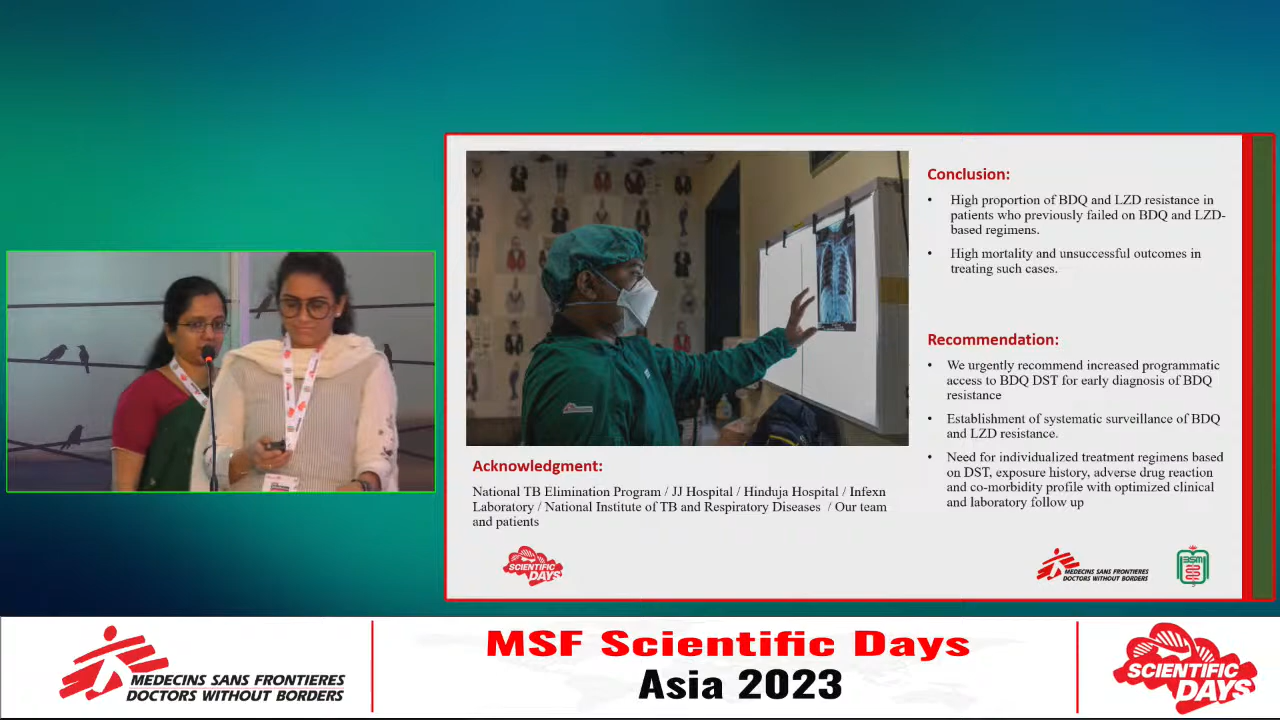 Conclusion:
• High proportion of BDQ and LZD resistance in
patients who previously failed on BDQ and LZD-
based regimens.
• High mortality and unsuccessful outcomes in
treating such cases.
Recommendation:
• We urgently recommend increased programmatic
access to BDQ DST for early diagnosis of BDQ
resistance
• Establishment of systematic surveillance of BDQ
and LZD resistance.
• Need for individualized treatment regimens based
on DST, exposure history, adverse drug reaction
and co-morbidity profile with optimized clinical
and laboratory follow up
Acknowledgment:
National TB Elimination Program / JJ Hospital / Hinduja Hospital / Infexn
Laboratory / National Institute of TB and Respiratory Diseases / Our team
and patients
SCIENTIFIC
DAYS
MEDECINS SANS FRONTIERES
DOCTORS WITHOUT BORDERS
MEDECINS SANS FRONTIERES
DOCTORS WITHOUT BORDERS
MSF Scientific Days
Asia 2023
SCIENTIFIC
DAYS